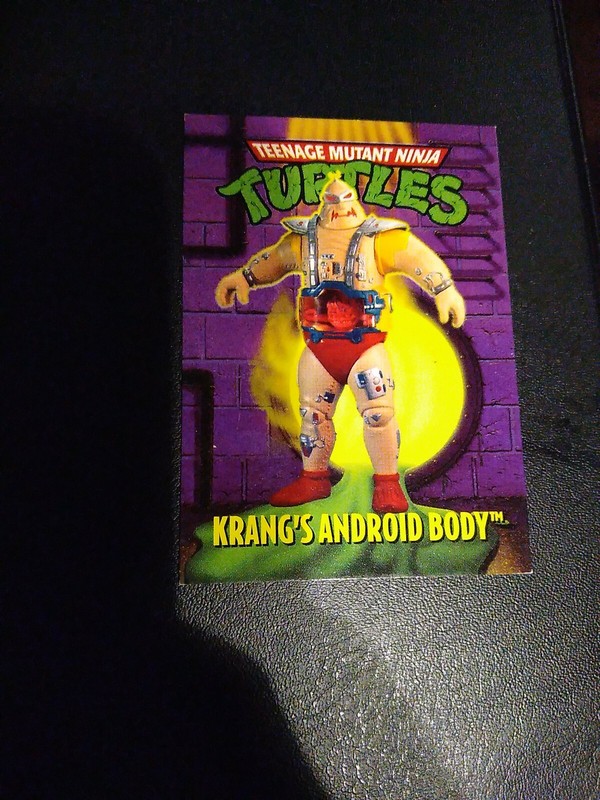 TEENAGE MUTANT NINJA
TURTLES
KRANG'S ANDROID BODY™